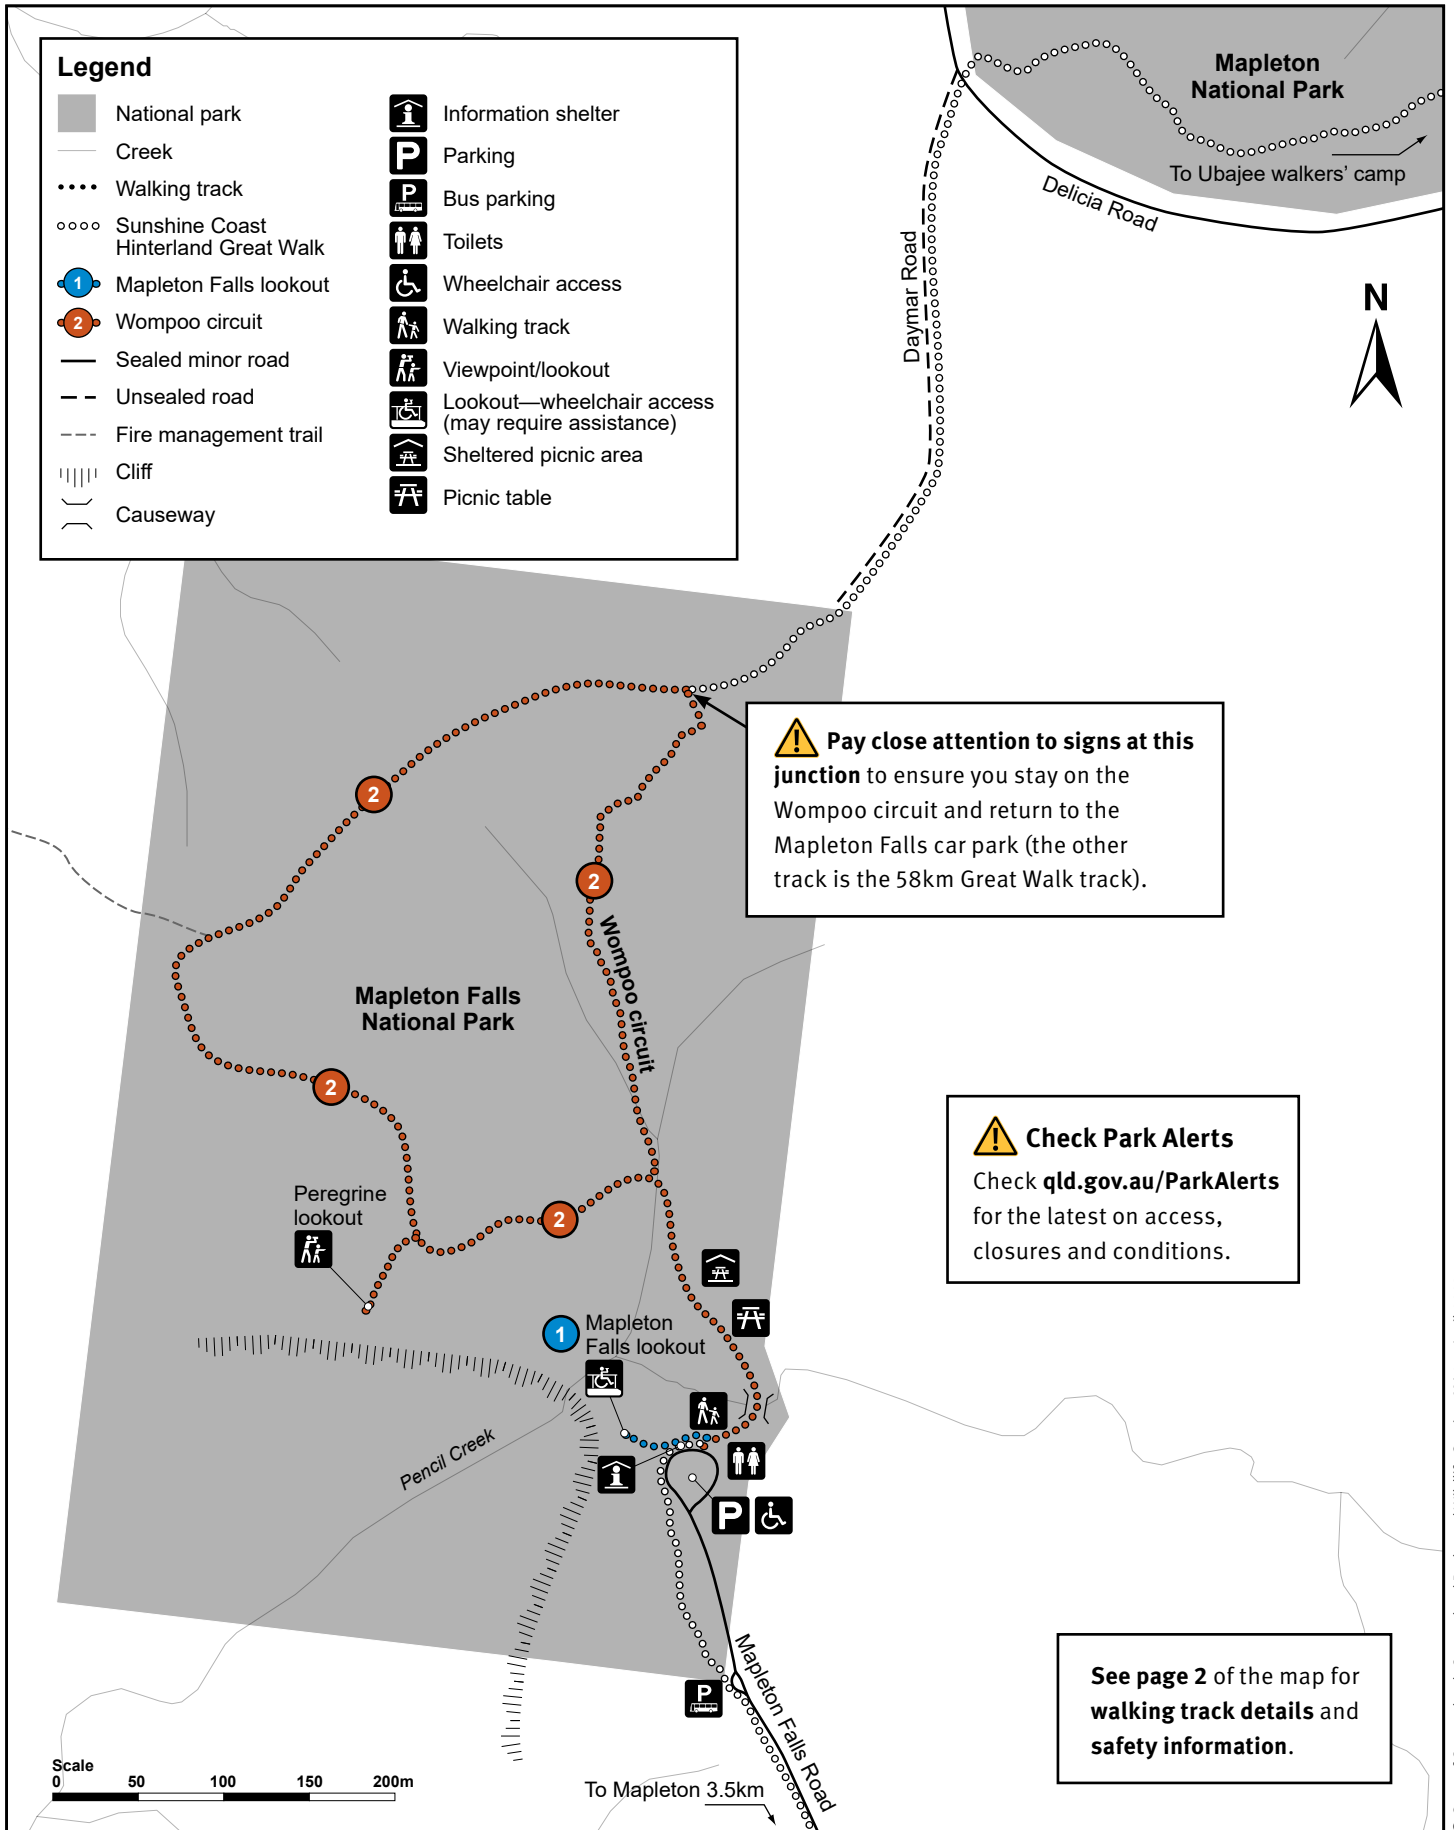 Legend
National park
Creek
Walking track
Sunshine Coast
Hinterland Great Walk
1 Mapleton Falls lookout
2 Wompoo circuit
Sealed minor road
Unsealed road
Fire management trail
Cliff
Causeway
Information shelter
P Parking
P Bus parking
Toilets
Wheelchair access
Walking track
Viewpoint/lookout
Lookout—wheelchair access
(may require assistance)
Sheltered picnic area
Picnic table
Mapleton
National Park
To Ubajee walkers' camp
Delicia Road
Daymar Road
N
! Pay close attention to signs at this
junction to ensure you stay on the
Wompoo circuit and return to the
Mapleton Falls car park (the other
track is the 58km Great Walk track).
2
2
Wompoo circuit
Mapleton Falls
National Park
2
Peregrine
lookout
2
! Check Park Alerts
Check qld.gov.au/ParkAlerts
for the latest on access,
closures and conditions.
1
Mapleton
Falls lookout
Pencil Creek
P
P
Mapleton Falls Road
See page 2 of the map for
walking track details and
safety information.
Scale
0 50 100 150 200m
To Mapleton 3.5km